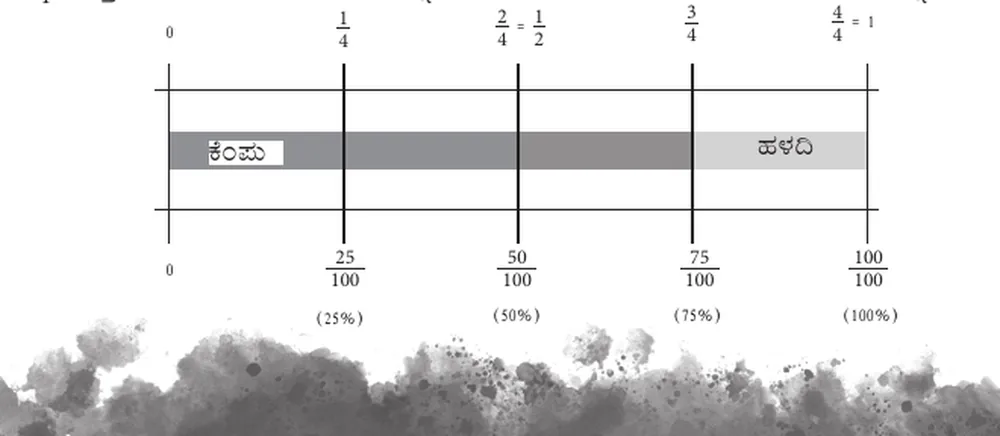 0 1/4 2/4 = 1/2 3/4 4/4 = 1
ಕೆಂಪು ಹಳದಿ
0 25/100 50/100 75/100 100/100
(25%) (50%) (75%) (100%)